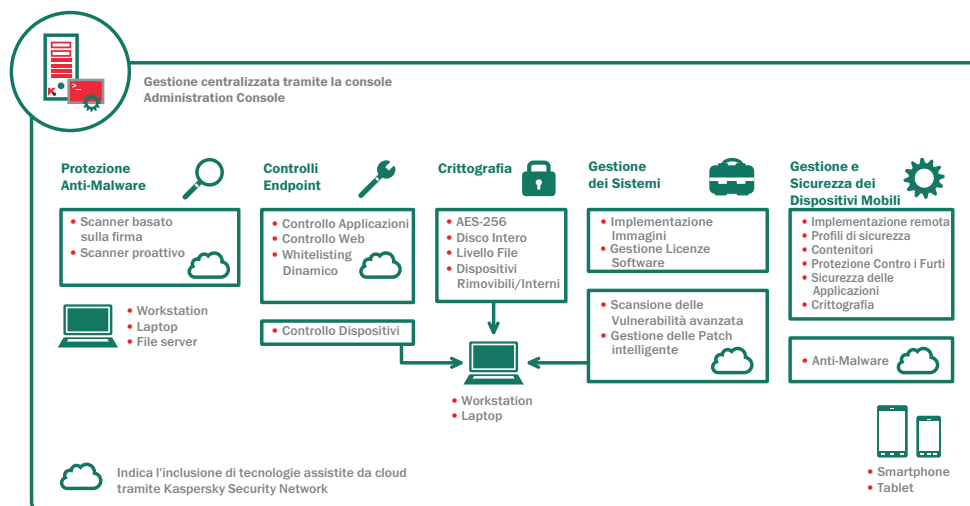 Gestione centralizzata tramite la console
Administration Console
Protezione
Anti-Malware
• Scanner basato
sulla firma
• Scanner proattivo
• Workstation
• Laptop
• File server
Controlli
Endpoint
• Controllo Applicazioni
• Controllo Web
• Whitelisting
Dinamico
• Controllo Dispositivi
Crittografia
• AES-256
• Disco Intero
• Livello File
• Dispositivi
Rimovibili/Interni
• Workstation
• Laptop
Gestione
dei Sistemi
• Implementazione
Immagini
• Gestione Licenze
Software
• Scansione delle
Vulnerabilità avanzata
• Gestione delle Patch
intelligente
Gestione e
Sicurezza dei
Dispositivi Mobili
• Implementazione remota
• Profili di sicurezza
• Contenitori
• Protezione Contro i Furti
• Sicurezza delle
Applicazioni
• Crittografia
• Anti-Malware
• Smartphone
• Tablet
Indica l'inclusione di tecnologie assistite da cloud
tramite Kaspersky Security Network